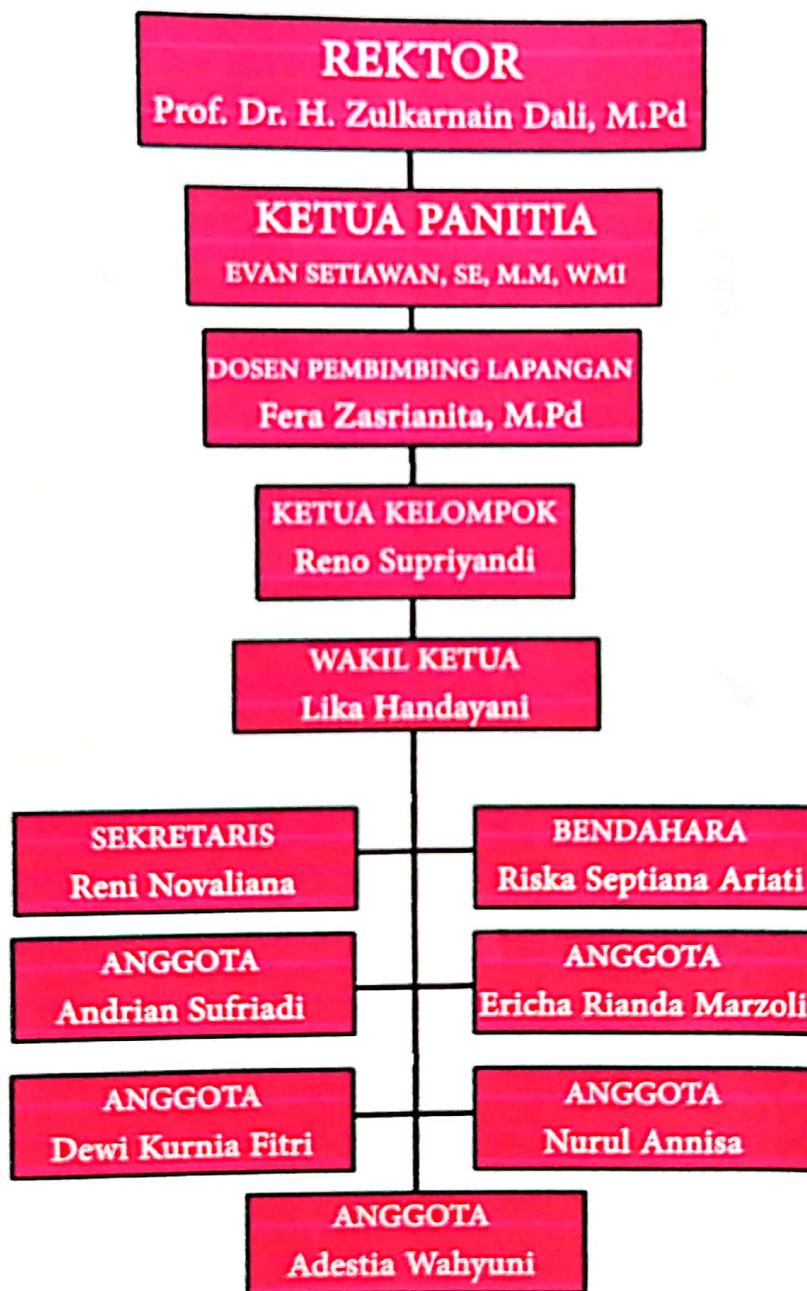 REKTOR
Prof. Dr. H. Zulkarnain Dali, M.Pd
KETUA PANITIA
EVAN SETIAWAN, SE, M.M, WMI
DOSEN PEMBIMBING LAPANGAN
Fera Zasrianita, M.Pd
KETUA KELOMPOK
Reno Supriyandi
WAKIL KETUA
Lika Handayani
SEKRETARIS
Reni Novaliana
BENDAHARA
Riska Septiana Ariati
ANGGOTA
Andrian Sufriadi
ANGGOTA
Ericha Rianda Marzoli
ANGGOTA
Dewi Kurnia Fitri
ANGGOTA
Nurul Annisa
ANGGOTA
Adestia Wahyuni